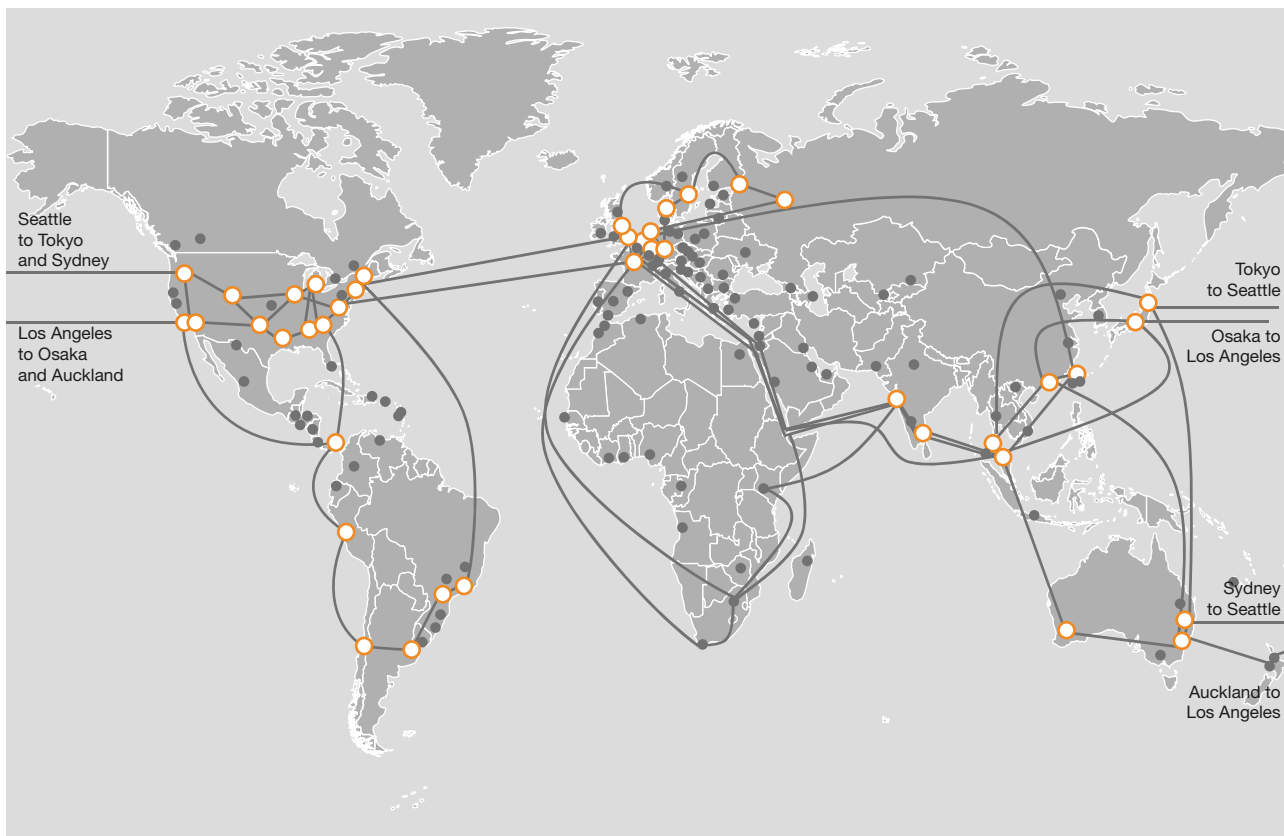 Seattle
to Tokyo
and Sydney
Los Angeles
to Osaka
and Auckland
Tokyo
to Seattle
Osaka to
Los Angeles
Sydney
to Seattle
Auckland to
Los Angeles